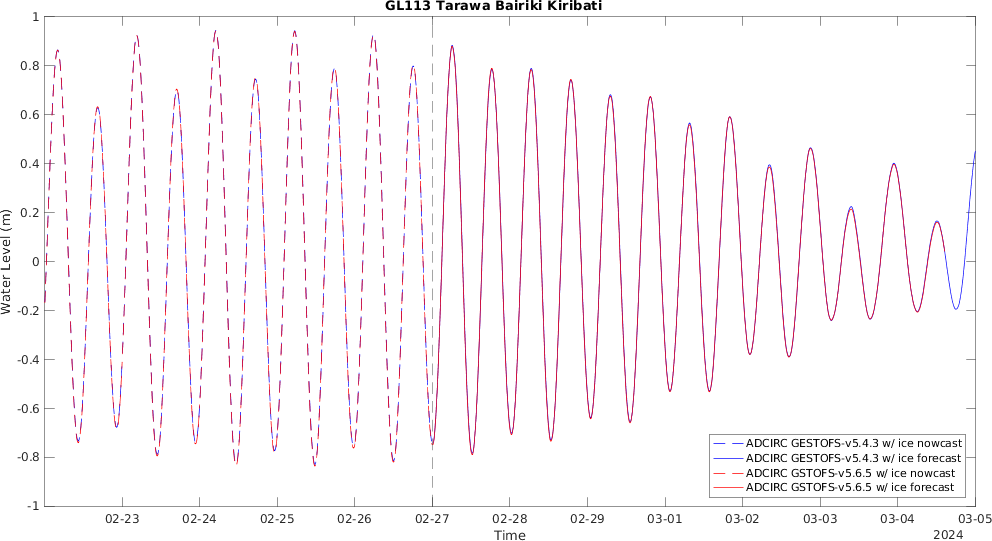 GL113 Tarawa Bairiki Kiribati
1
0.8
0.6
0.4
0.2
0
-0.2
-0.4
-0.6
-0.8
-1
Water Level (m)
02-23 02-24 02-25 02-26 02-27 02-28 02-29 03-01 03-02 03-03 03-04 03-05
Time
2024
ADCIRC GESTOFS-v5.4.3 w/ ice nowcast
ADCIRC GESTOFS-v5.4.3 w/ ice forecast
ADCIRC GSTOFS-v5.6.5 w/ ice nowcast
ADCIRC GSTOFS-v5.6.5 w/ ice forecast